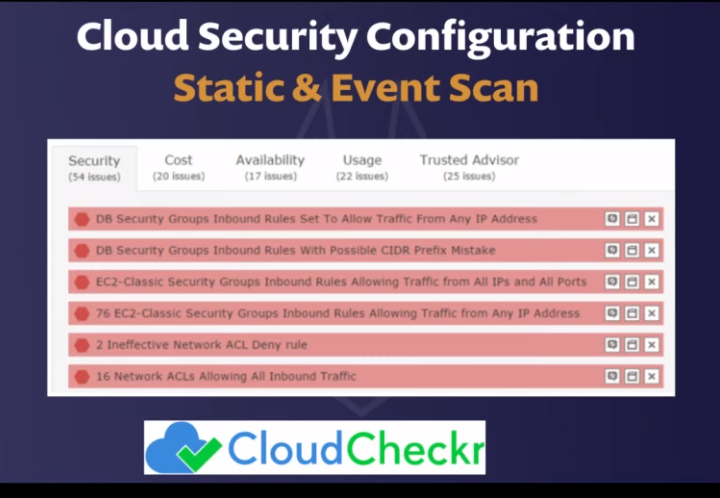 Cloud Security Configuration
Static & Event Scan
Security Cost Availability Usage Trusted Advisor
(54 issues) (20 issues) (17 issues) (22 issues) (25 issues)
DB Security Groups Inbound Rules Set To Allow Traffic From Any IP Address
DB Security Groups Inbound Rules With Possible CIDR Prefix Mistake
EC2-Classic Security Groups Inbound Rules Allowing Traffic from All IPs and All Ports
76 EC2-Classic Security Groups Inbound Rules Allowing Traffic from Any IP Address
2 Ineffective Network ACL Deny rule
16 Network ACLs Allowing All Inbound Traffic
CloudCheckr